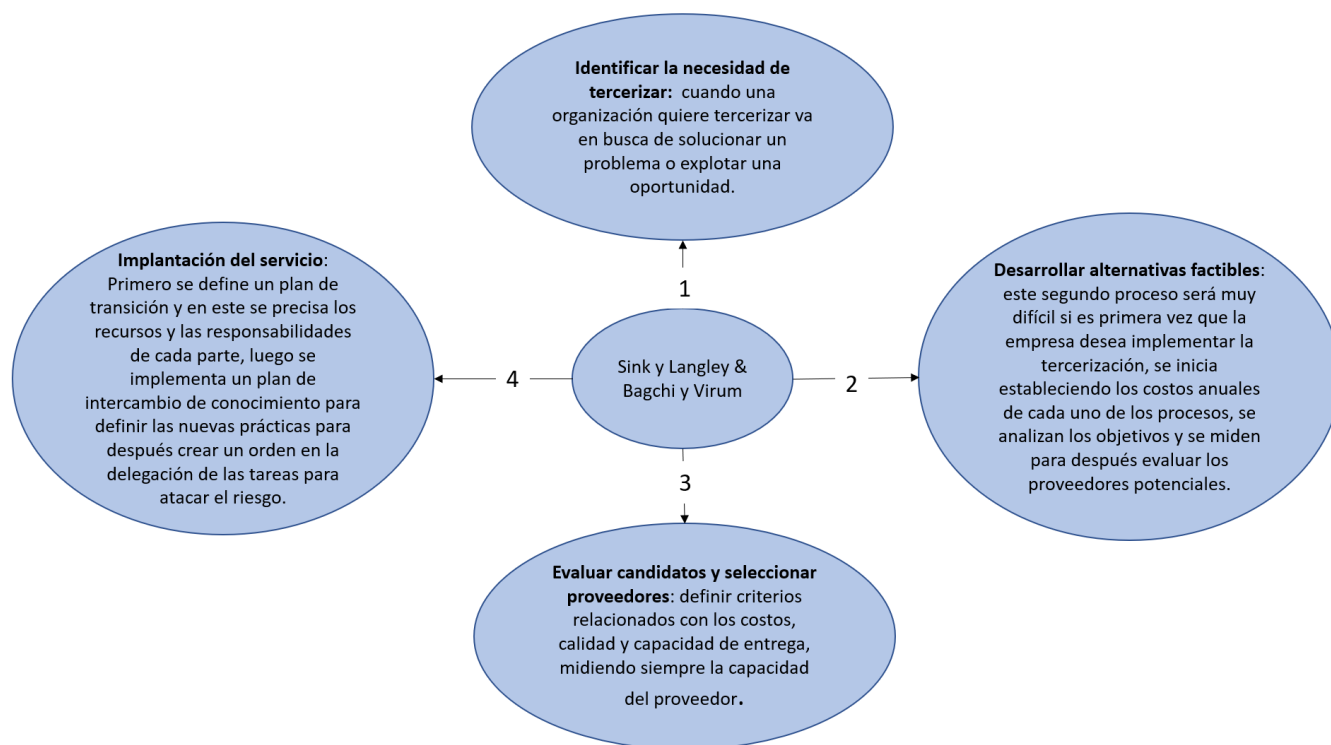 Identificar la necesidad de
tercerizar: cuando una
organización quiere tercerizar va
en busca de solucionar un
problema o explotar una
oportunidad.
1
Sink y Langley &
Bagchi y Virum
2
Desarrollar alternativas factibles:
este segundo proceso será muy
difícil si es primera vez que la
empresa desea implementar la
tercerización, se inicia
estableciendo los costos anuales
de cada uno de los procesos, se
analizan los objetivos y se miden
para después evaluar los
proveedores potenciales.
3
Evaluar candidatos y seleccionar
proveedores: definir criterios
relacionados con los costos,
calidad y capacidad de entrega,
midiendo siempre la capacidad
del proveedor.
4
Implantación del servicio:
Primero se define un plan de
transición y en este se precisa los
recursos y las responsabilidades
de cada parte, luego se
implementa un plan de
intercambio de conocimiento para
definir las nuevas prácticas para
después crear un orden en la
delegación de las tareas para
atacar el riesgo.